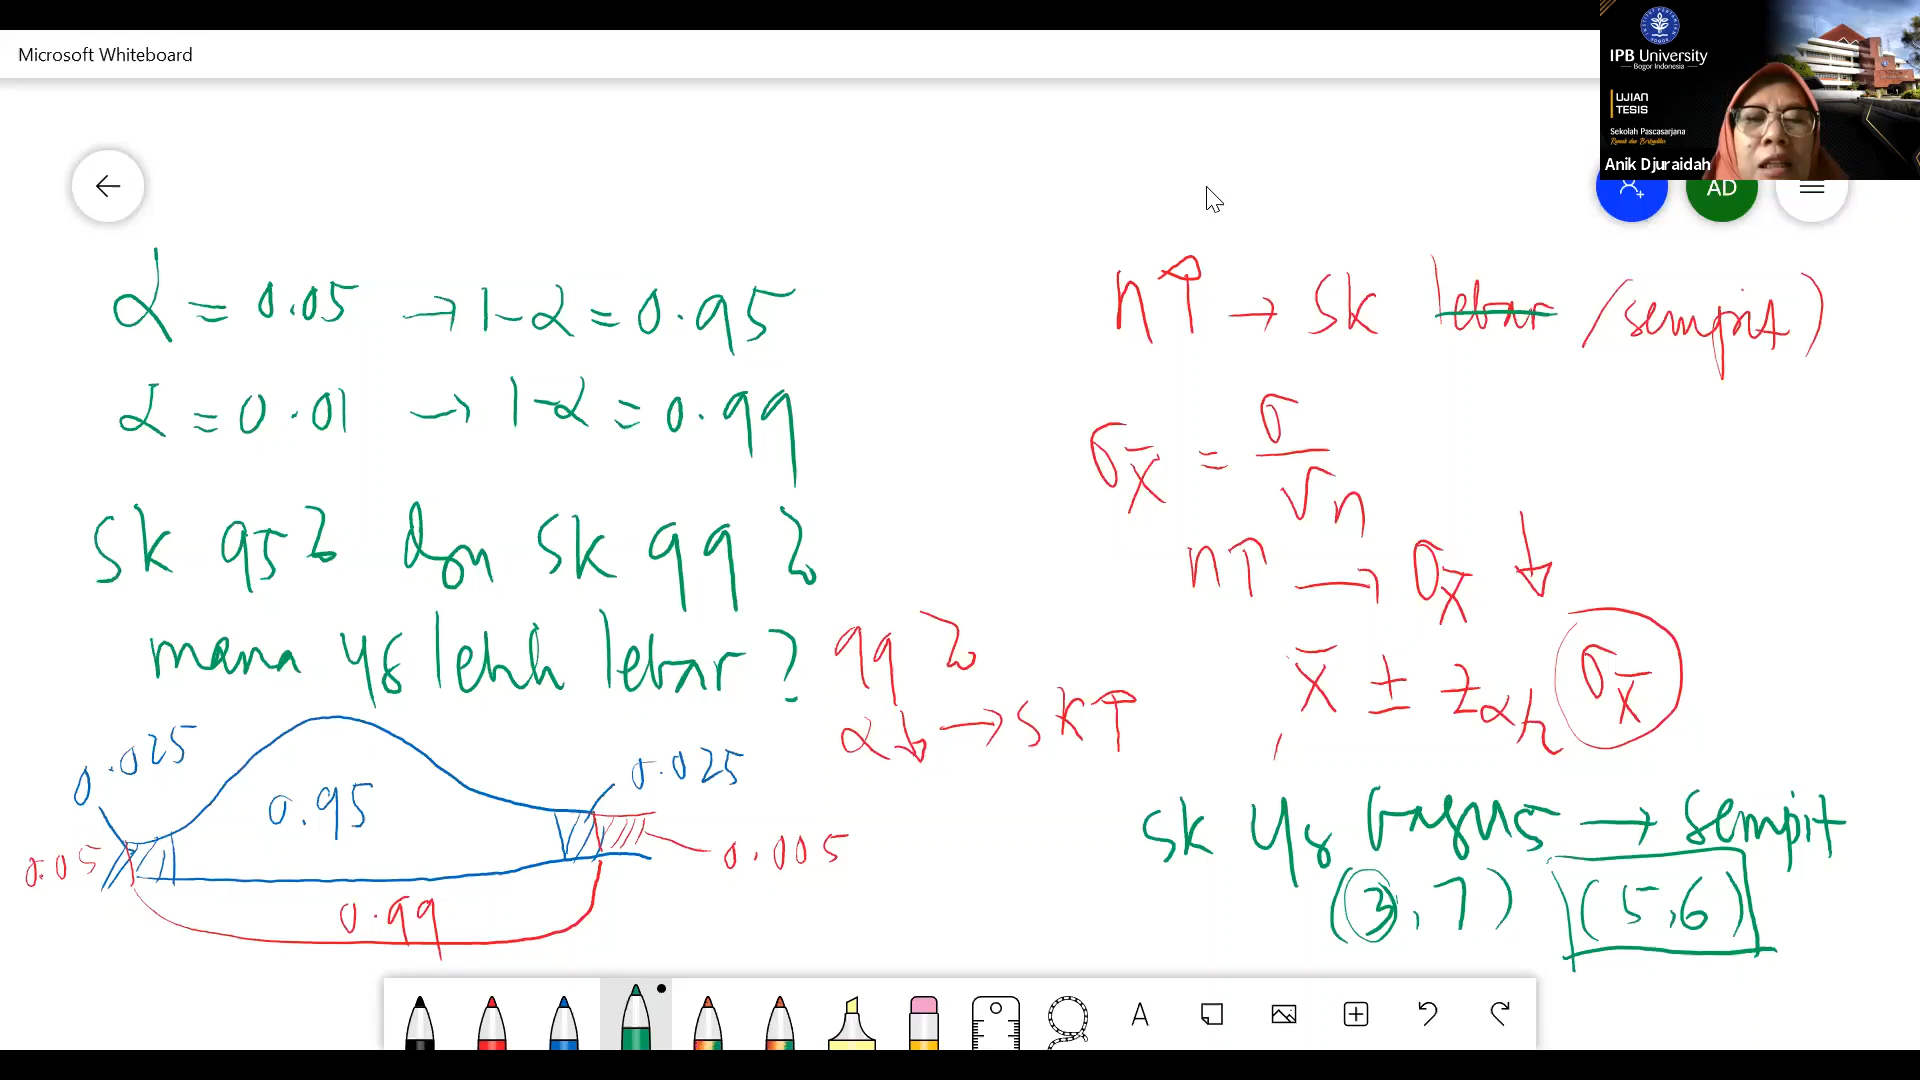 Microsoft Whiteboard
IPB University
Bogor Indonesia
UJIAN
TESIS
Sekolah Pascasarjana
Anik Djuraidah
AD
α = 0.05 → 1-α = 0.95
α = 0.01 → 1-α = 0.99
SK 95% dgn SK 99%
mana yg lebih lebar? 99%
α↓ → SK↑
0.025
0.95
0.025
0.05
0.005
0.99
n↑ → SK lebar /sempit)
σx̄ = σ/√n
n↑ → σx̄ ↓
x̄ ± zα/2 σx̄
SK yg bagus → sempit
(3,7) (5,6)
A